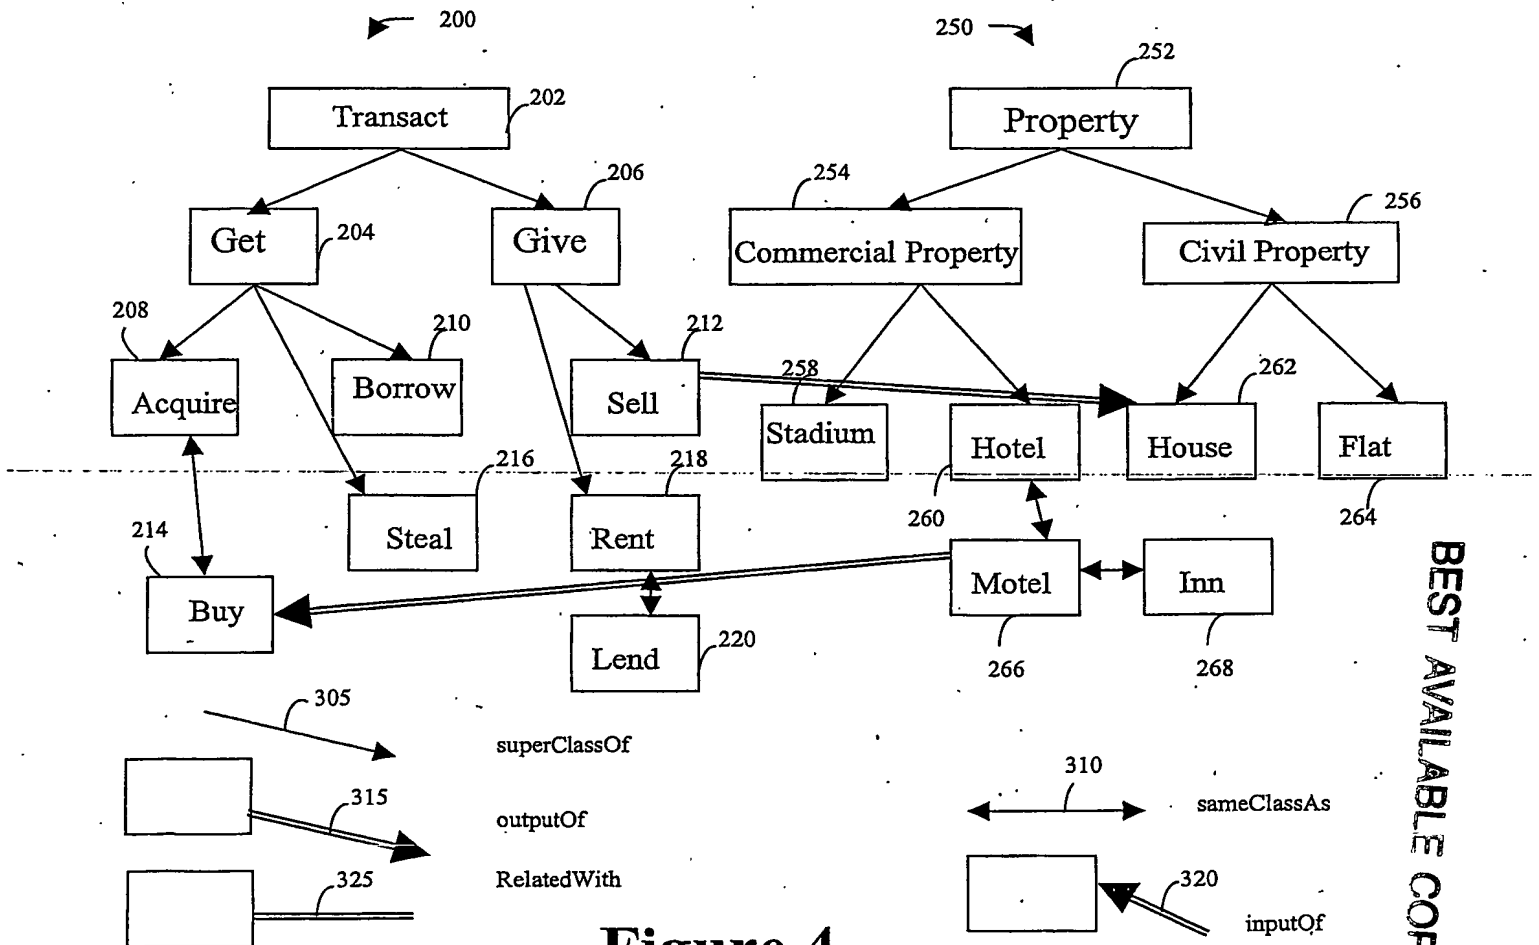 200
250
252
Transact
202
Property
206
254
256
Get
204
Give
Commercial Property
Civil Property
208
210
212
258
262
Acquire
Borrow
Sell
Stadium
Hotel
House
Flat
216
218
260
264
214
Steal
Rent
Buy
Motel
Inn
Lend
220
266
268
305
superClassOf
310
sameClassAs
315
outputOf
325
RelatedWith
320
inputOf
Figure 4
BEST AVAILABLE